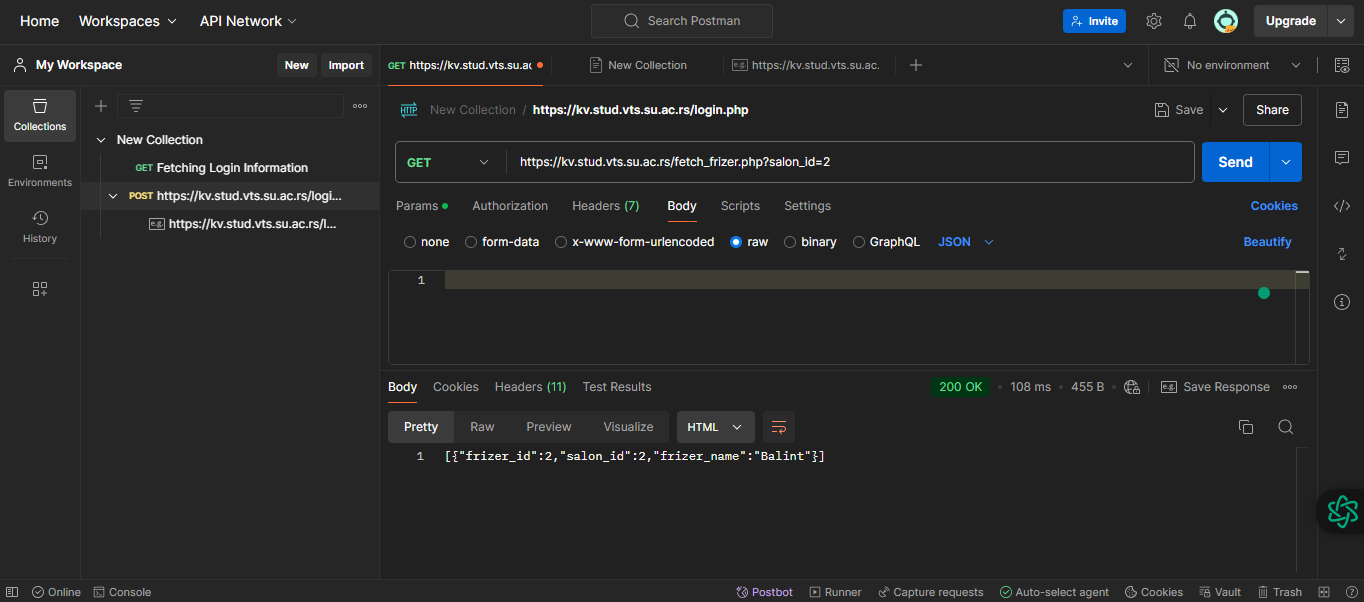 Home Workspaces API Network Search Postman Invite Upgrade
My Workspace New Import GET https://kv.stud.vts.su.ac New Collection https://kv.stud.vts.su.ac. No environment
New Collection / https://kv.stud.vts.su.ac.rs/login.php Save Share
Collections
Environments
History
New Collection
GET Fetching Login Information
POST https://kv.stud.vts.su.ac.rs/logi...
e.g. https://kv.stud.vts.su.ac.rs/l...
GET https://kv.stud.vts.su.ac.rs/fetch_frizer.php?salon_id=2 Send
Params Authorization Headers (7) Body Scripts Settings Cookies
none form-data x-www-form-urlencoded raw binary GraphQL JSON Beautify
1
Body Cookies Headers (11) Test Results 200 OK • 108 ms • 455 B • e.g. Save Response
Pretty Raw Preview Visualize HTML
1 [{"frizer_id":2,"salon_id":2,"frizer_name":"Balint"}]
Online Console Postbot Runner Capture requests Auto-select agent Cookies Vault Trash